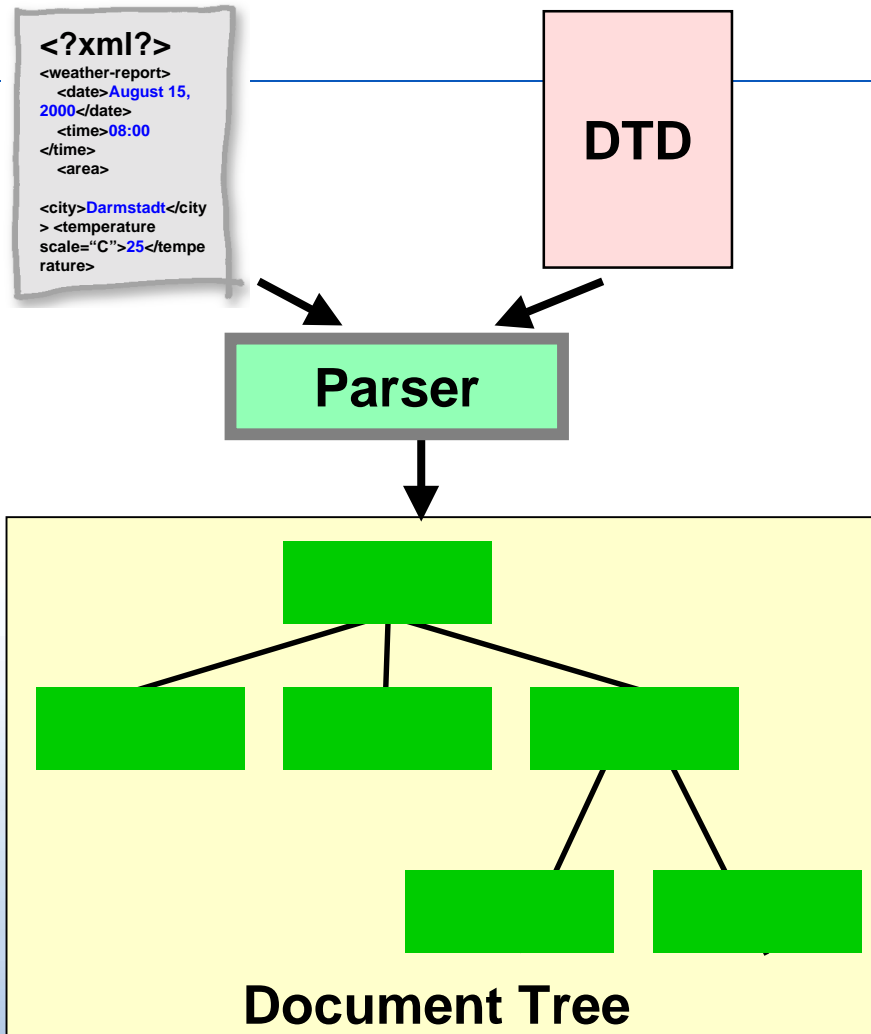 <?xml?>
<weather-report>
<date>August 15,
2000</date>
<time>08:00
</time>
<area>
<city>Darmstadt</city
> <temperature
scale=“C”>25</tempe
rature>
DTD
Parser
Document Tree